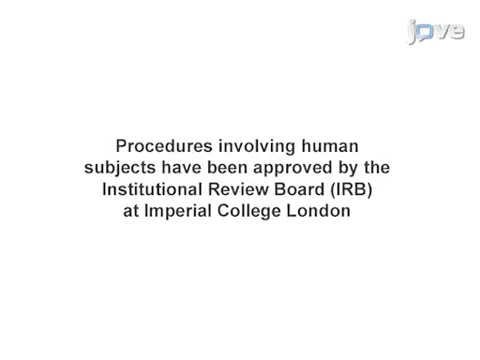 jove
Procedures involving human
subjects have been approved by the
Institutional Review Board (IRB)
at Imperial College London